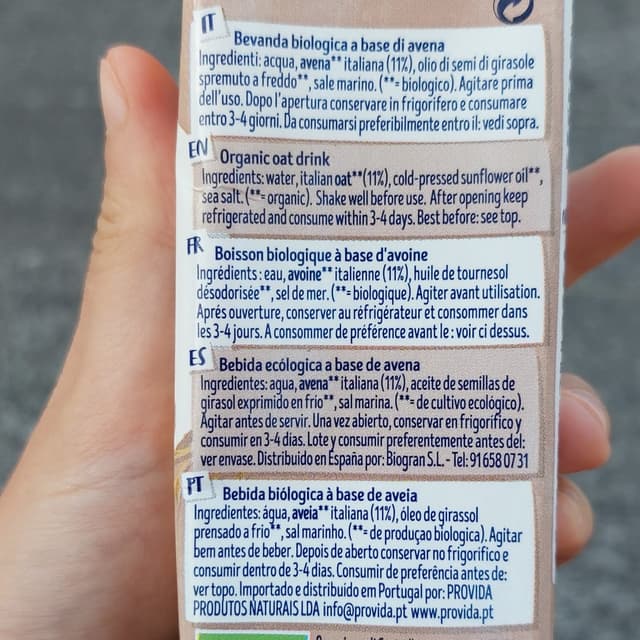 IT
Bevanda biologica a base di avena
Ingredienti: acqua, avena** italiana (11%), olio di semi di girasole
spremuto a freddo**, sale marino. (**= biologico). Agitare prima
dell'uso. Dopo l'apertura conservare in frigorifero e consumare
entro 3-4 giorni. Da consumarsi preferibilmente entro il: vedi sopra.
EN
Organic oat drink
Ingredients: water, italian oat**(11%), cold-pressed sunflower oil**,
sea salt. (**= organic). Shake well before use. After opening keep
refrigerated and consume within 3-4 days. Best before: see top.
FR
Boisson biologique à base d'avoine
Ingrédients : eau, avoine** italienne (11%), huile de tournesol
désodorisée**, sel de mer. (**= biologique). Agiter avant utilisation.
Aprés ouverture, conserver au réfrigérateur et consommer dans
les 3-4 jours. A consommer de préférence avant le : voir ci dessus.
ES
Bebida ecólogica a base de avena
Ingredientes: agua, avena** italiana (11%), aceite de semillas de
girasol exprimido en frio**, sal marina. (**= de cultivo ecológico).
Agitar antes de servir. Una vez abierto, conservar en frigorífico y
consumir en 3-4 dias. Lote y consumir preferentemente antes del:
ver envase. Distribuido en España por: Biogran S.L. - Tel: 91 658 07 31
PT
Bebida biólogica à base de aveia
Ingredientes: água, aveia** italiana (11%), óleo de girassol
prensado a frio**, sal marinho. (**= de produçao biologica). Agitar
bem antes de beber. Depois de aberto conservar no frigorifico e
consumir dentro de 3-4 dias. Consumir de preferência antes de:
ver topo. Importado e distribuido em Portugal por: PROVIDA
PRODUTOS NATURAIS LDA info@provida.pt www.provida.pt